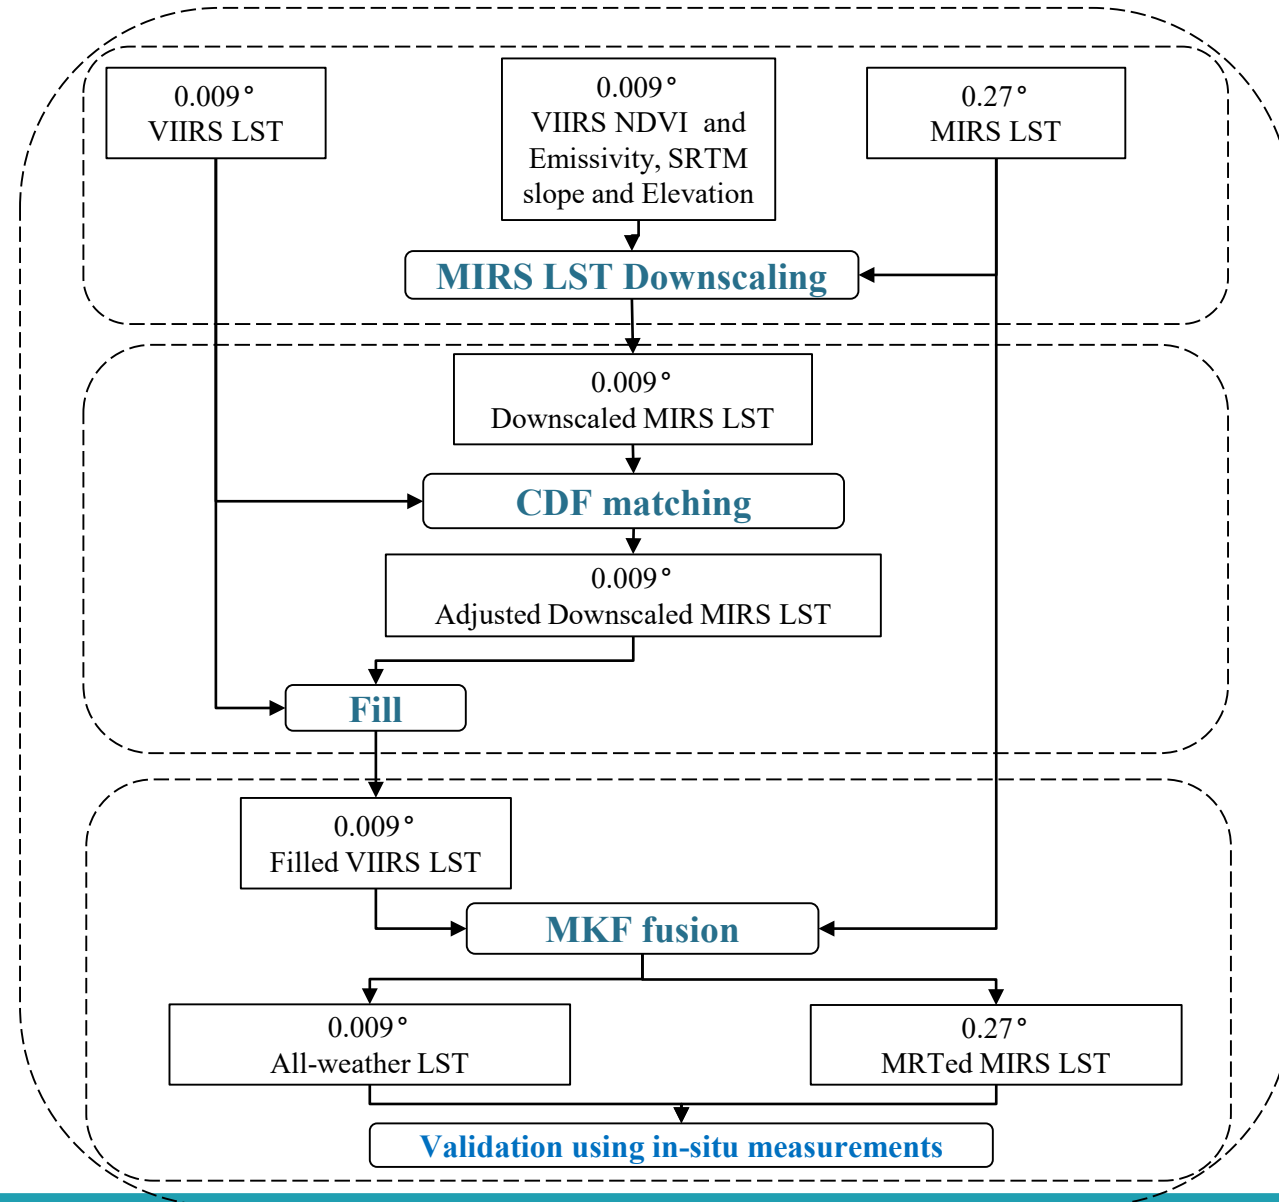 0.009°
VIIRS LST
0.009°
VIIRS NDVI and
Emissivity, SRTM
slope and Elevation
0.27°
MIRS LST
MIRS LST Downscaling
0.009°
Downscaled MIRS LST
CDF matching
0.009°
Adjusted Downscaled MIRS LST
Fill
0.009°
Filled VIIRS LST
MKF fusion
0.009°
All-weather LST
0.27°
MRTed MIRS LST
Validation using in-situ measurements